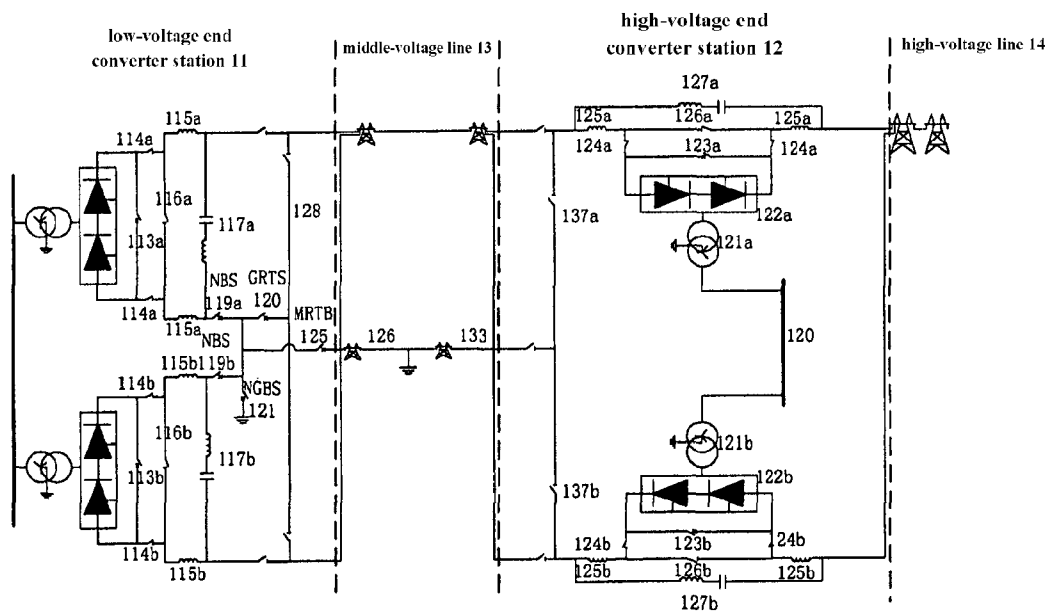 low-voltage end
converter station 11
middle-voltage line 13
high-voltage end
converter station 12
high-voltage line 14
127a
115a
125a
126a
125a
114a
124a
123a
124a
116a
117a
128
137a
122a
113a
121a
NBS
GRTS
119a
120
114a
115a
MRTB
125
126
133
120
NBS
115b
119b
114b
NGBS
121
116b
121b
117b
122b
113b
137b
114b
124b
123b
24b
115b
125b
126b
125b
127b